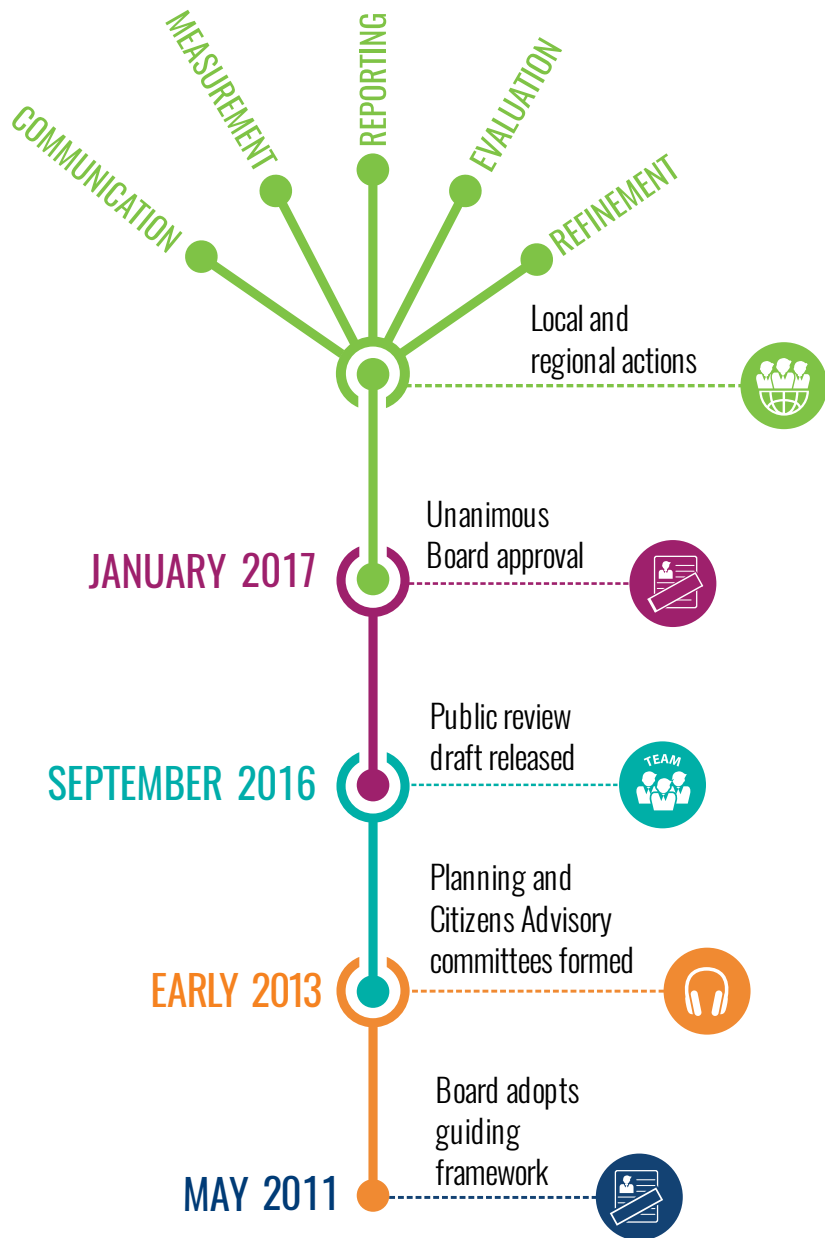 COMMUNICATION
MEASUREMENT
REPORTING
EVALUATION
REFINEMENT
Local and
regional actions
JANUARY 2017
Unanimous
Board approval
SEPTEMBER 2016
Public review
draft released
TEAM
EARLY 2013
Planning and
Citizens Advisory
committees formed
MAY 2011
Board adopts
guiding
framework